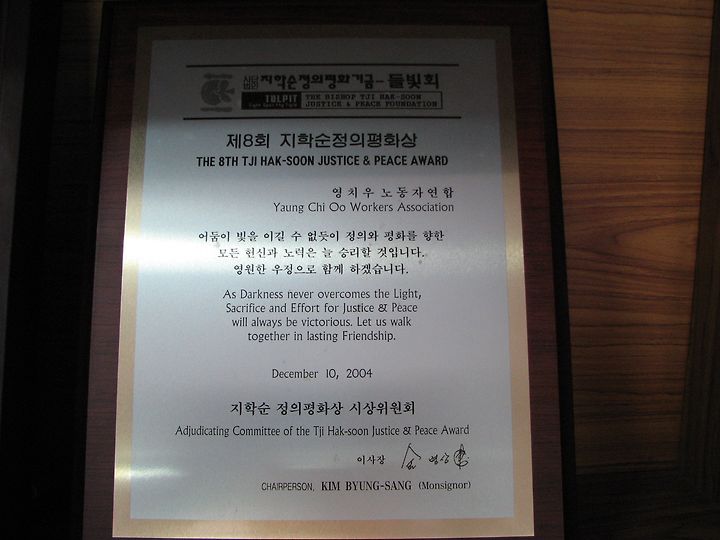 사단법인 지학순정의평화기금-들빛회
TOLPIT THE BISHOP TJI HAK-SOON
JUSTICE & PEACE FOUNDATION
제8회 지학순정의평화상
THE 8TH TJI HAK-SOON JUSTICE & PEACE AWARD
영치우 노동자연합
Yaung Chi Oo Workers Association
어둠이 빛을 이길 수 없듯이 정의와 평화를 향한
모든 헌신과 노력은 늘 승리할 것입니다.
영원한 우정으로 함께 하겠습니다.
As Darkness never overcomes the Light,
Sacrifice and Effort for Justice & Peace
will always be victorious. Let us walk
together in lasting Friendship.
December 10, 2004
지학순 정의평화상 시상위원회
Adjudicating Committee of the Tji Hak-soon Justice & Peace Award
이사장
CHAIRPERSON, KIM BYUNG-SANG (Monsignor)